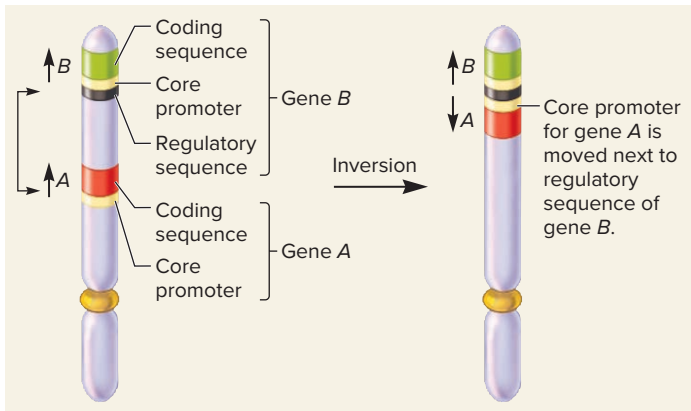 Coding
sequence
B
Core
promoter
Gene B
Regulatory
sequence
A
Coding
sequence
Gene A
Core
promoter
Inversion
B
A
Core promoter
for gene A is
moved next to
regulatory
sequence of
gene B.